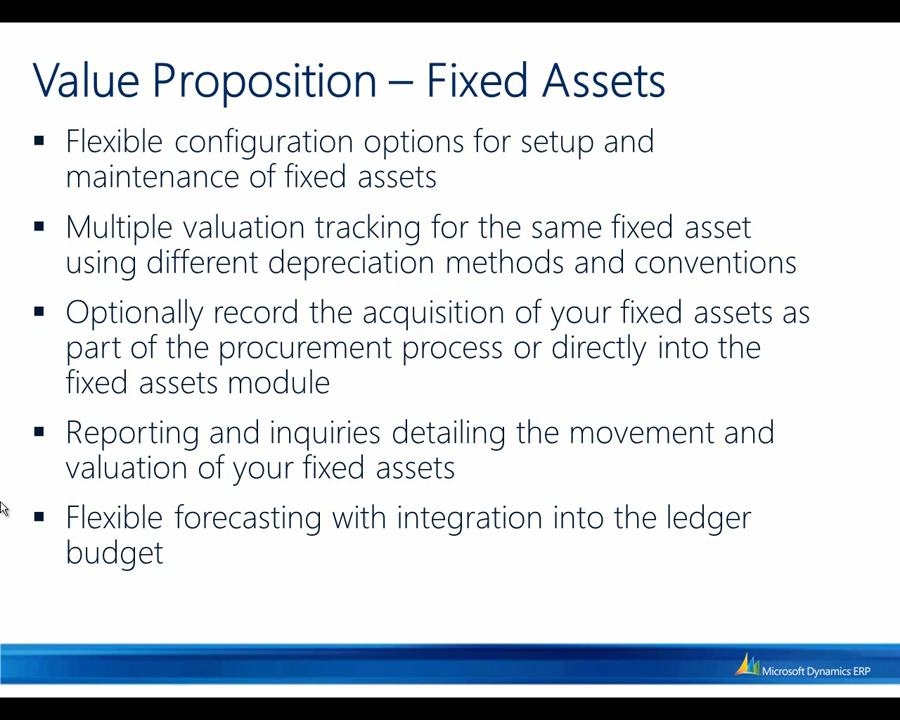 Value Proposition – Fixed Assets
▪ Flexible configuration options for setup and
maintenance of fixed assets
▪ Multiple valuation tracking for the same fixed asset
using different depreciation methods and conventions
▪ Optionally record the acquisition of your fixed assets as
part of the procurement process or directly into the
fixed assets module
▪ Reporting and inquiries detailing the movement and
valuation of your fixed assets
▪ Flexible forecasting with integration into the ledger
budget
Microsoft Dynamics ERP